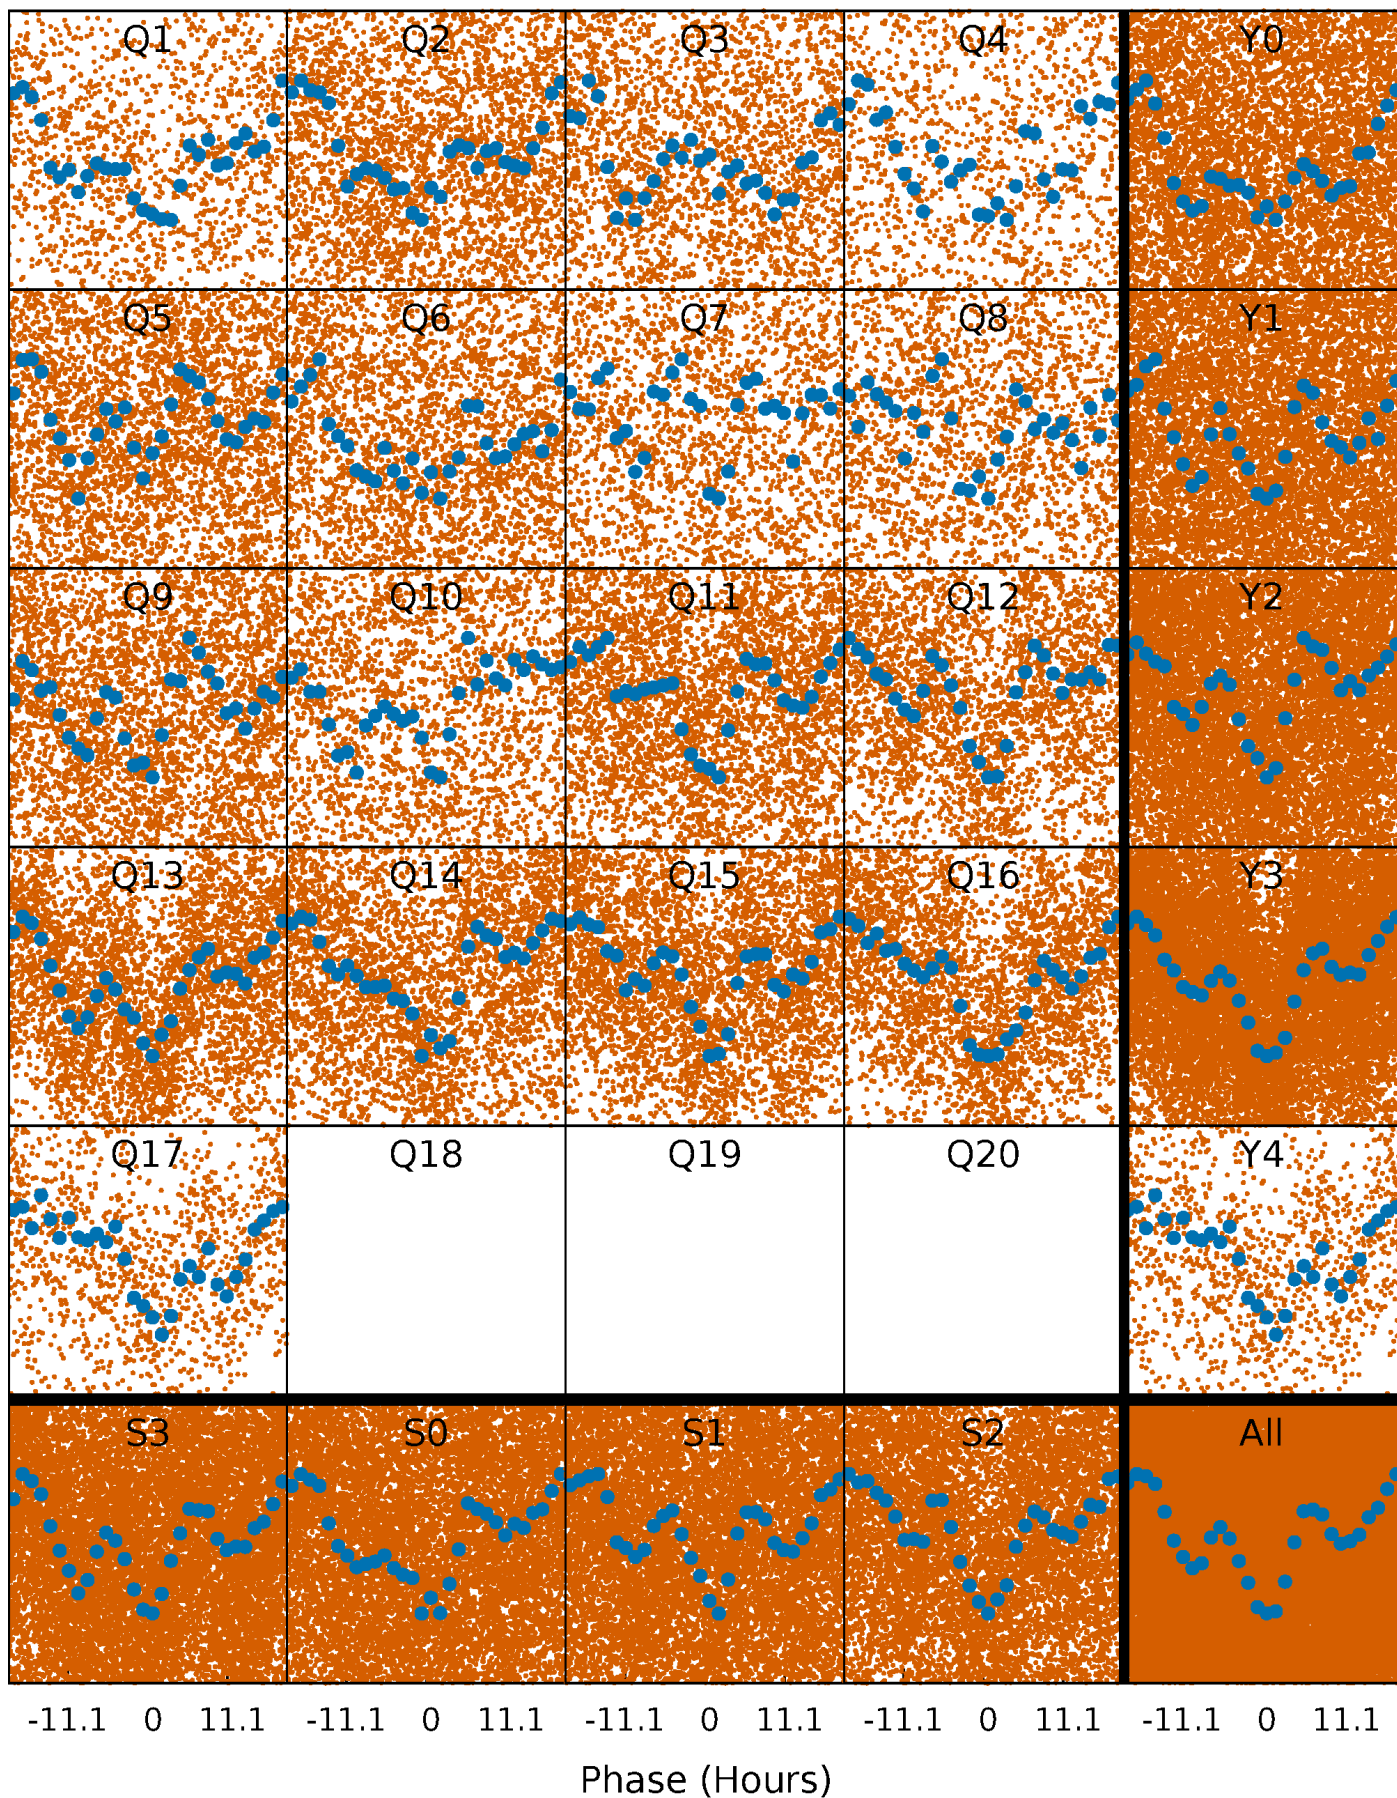 Q1 Q2 Q3 Q4 Y0
Q5 Q6 Q7 Q8 Y1
Q9 Q10 Q11 Q12 Y2
Q13 Q14 Q15 Q16 Y3
Q17 Q18 Q19 Q20 Y4
S3 S0 S1 S2 All
-11.1 0 11.1 -11.1 0 11.1 -11.1 0 11.1 -11.1 0 11.1 -11.1 0 11.1
Phase (Hours)